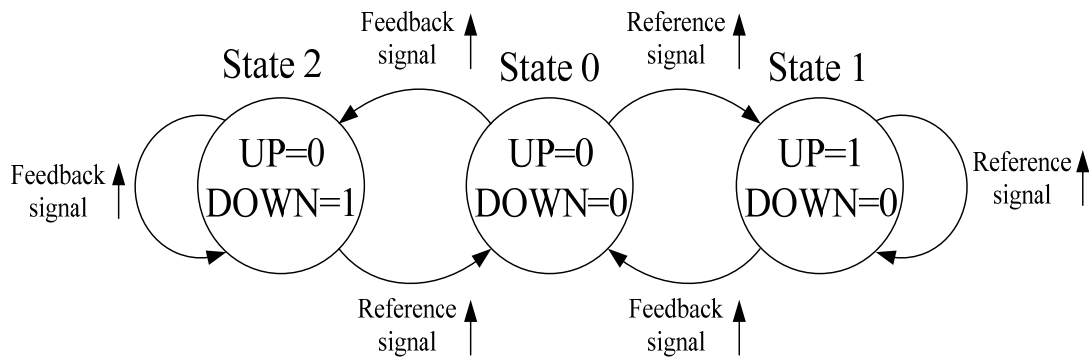 Feedback
signal
Reference
signal
State 2
State 0
State 1
UP=0
DOWN=1
UP=0
DOWN=0
UP=1
DOWN=0
Feedback
signal
Reference
signal
Reference
signal
Feedback
signal